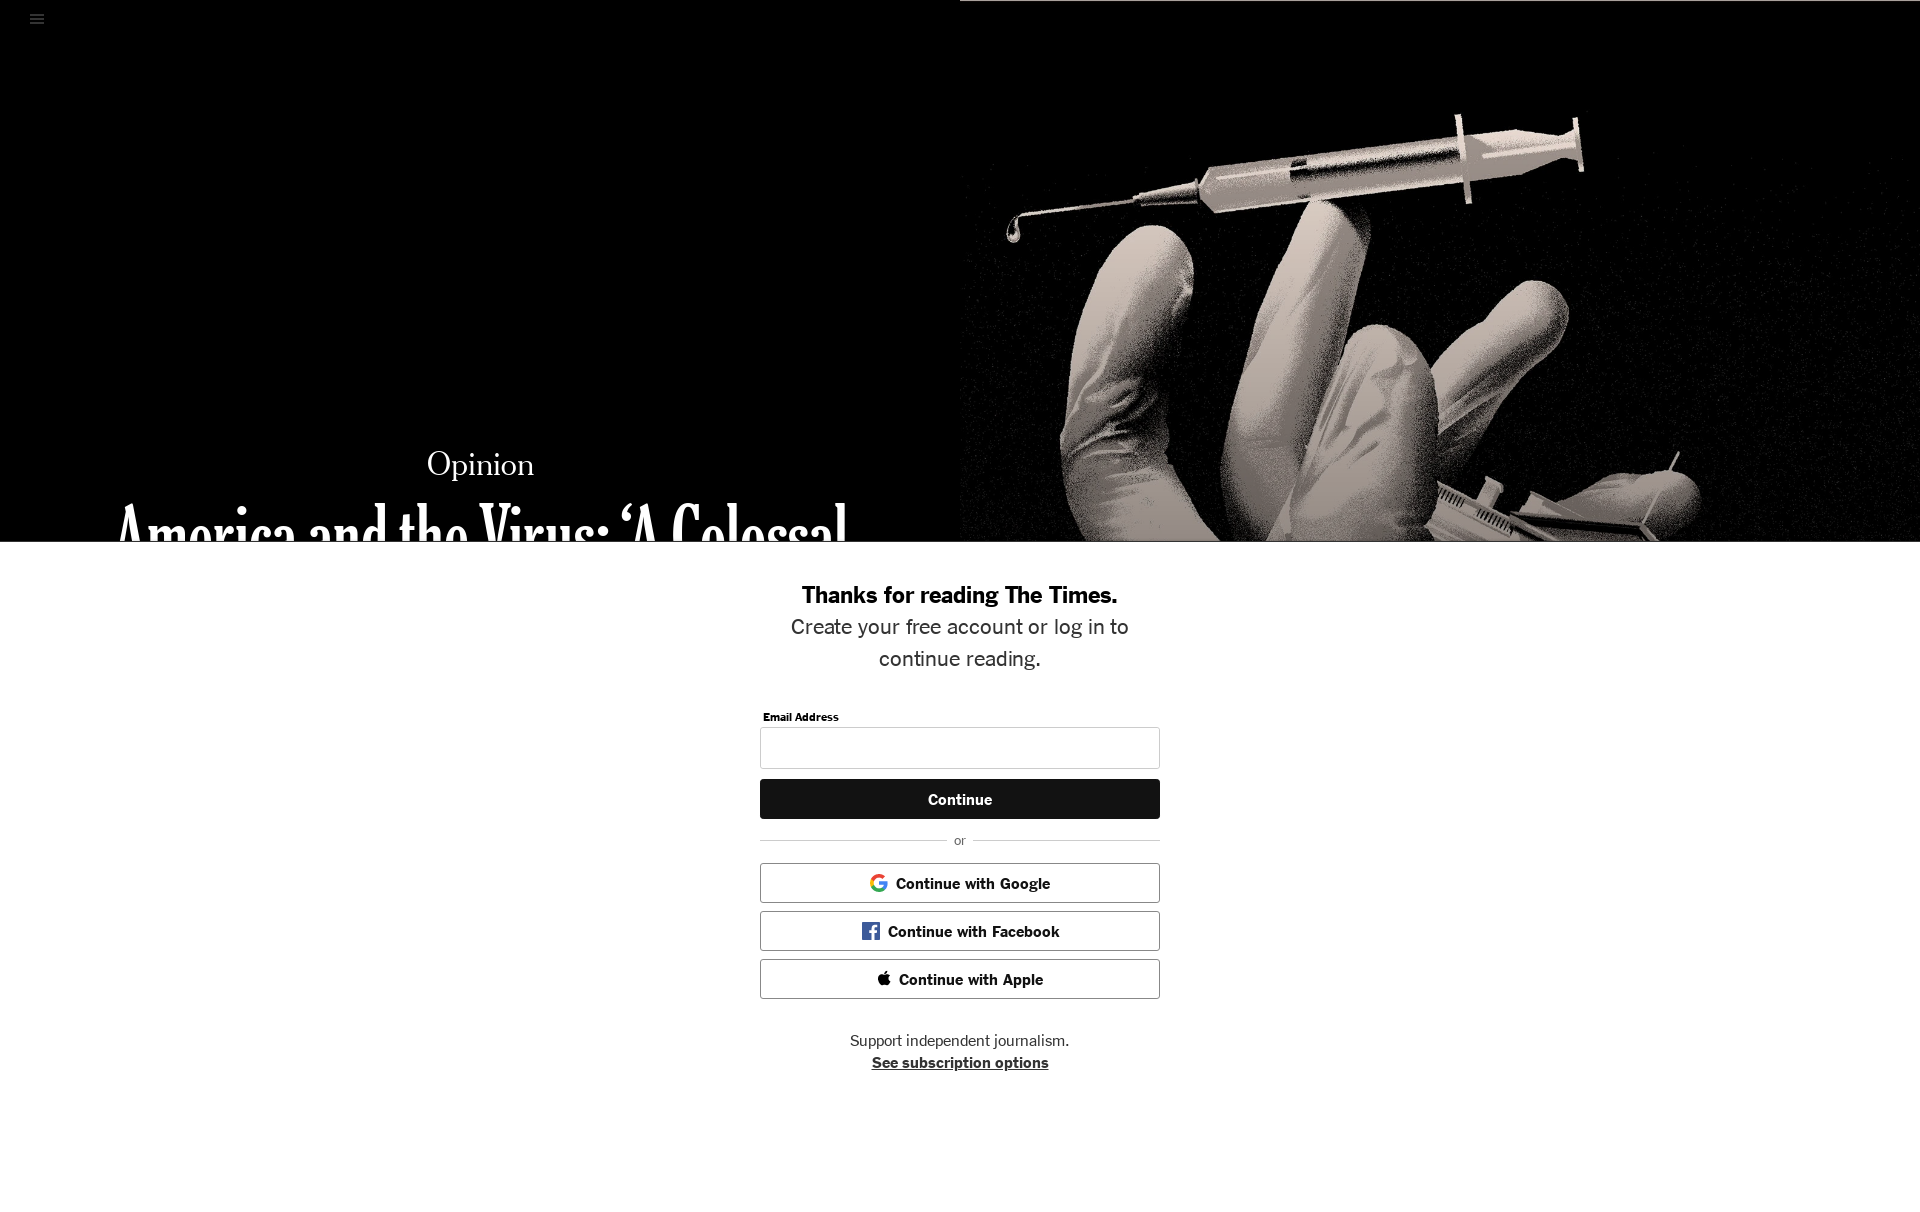 Opinion
America and the Virus: ‘A Colossal
Thanks for reading The Times.
Create your free account or log in to
continue reading.
Email Address
Continue
or
Continue with Google
Continue with Facebook
Continue with Apple
Support independent journalism.
See subscription options